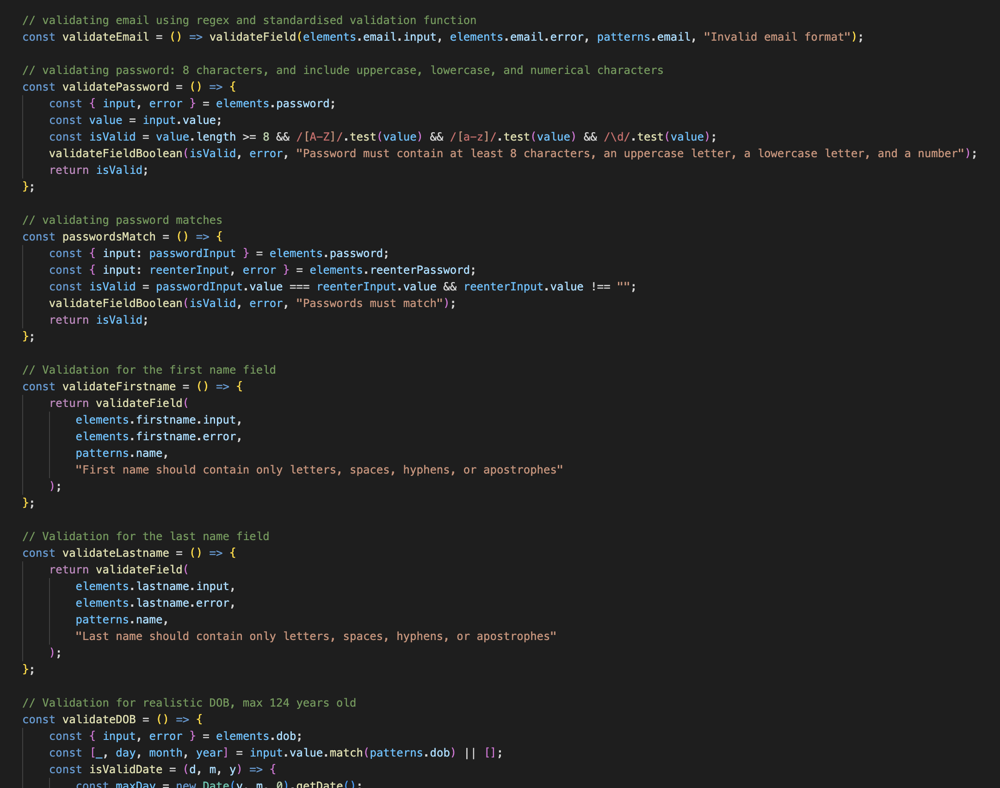 // validating email using regex and standardised validation function
const validateEmail = () => validateField(elements.email.input, elements.email.error, patterns.email, "Invalid email format");

// validating password: 8 characters, and include uppercase, lowercase, and numerical characters
const validatePassword = () => {
    const { input, error } = elements.password;
    const value = input.value;
    const isValid = value.length >= 8 && /[A-Z]/.test(value) && /[a-z]/.test(value) && /\d/.test(value);
    validateFieldBoolean(isValid, error, "Password must contain at least 8 characters, an uppercase letter, a lowercase letter, and a number");
    return isValid;
};

// validating password matches
const passwordsMatch = () => {
    const { input: passwordInput } = elements.password;
    const { input: reenterInput, error } = elements.reenterPassword;
    const isValid = passwordInput.value === reenterInput.value && reenterInput.value !== "";
    validateFieldBoolean(isValid, error, "Passwords must match");
    return isValid;
};

// Validation for the first name field
const validateFirstname = () => {
    return validateField(
        elements.firstname.input,
        elements.firstname.error,
        patterns.name,
        "First name should contain only letters, spaces, hyphens, or apostrophes"
    );
};

// Validation for the last name field
const validateLastname = () => {
    return validateField(
        elements.lastname.input,
        elements.lastname.error,
        patterns.name,
        "Last name should contain only letters, spaces, hyphens, or apostrophes"
    );
};

// Validation for realistic DOB, max 124 years old
const validateDOB = () => {
    const { input, error } = elements.dob;
    const [_, day, month, year] = input.value.match(patterns.dob) || [];
    const isValidDate = (d, m, y) => {
        const maxDay = new Date(y, m, 0).getDate();